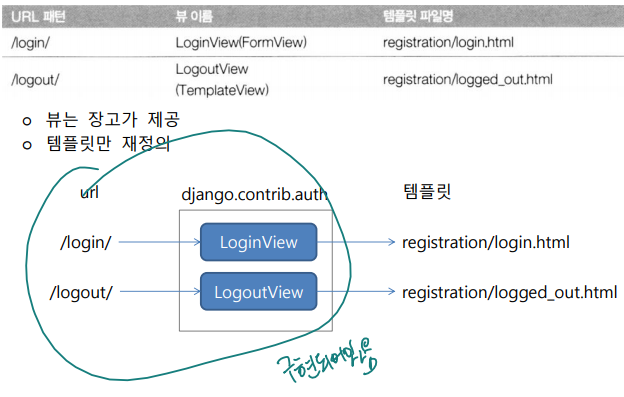 URL 패턴 뷰 이름 템플릿 파일명
/login/ LoginView(FormView) registration/login.html
/logout/ LogoutView (TemplateView) registration/logged_out.html
뷰는 장고가 제공
템플릿만 재정의
url django.contrib.auth 템플릿
/login/ LoginView registration/login.html
/logout/ LogoutView registration/logged_out.html
구현되어있음